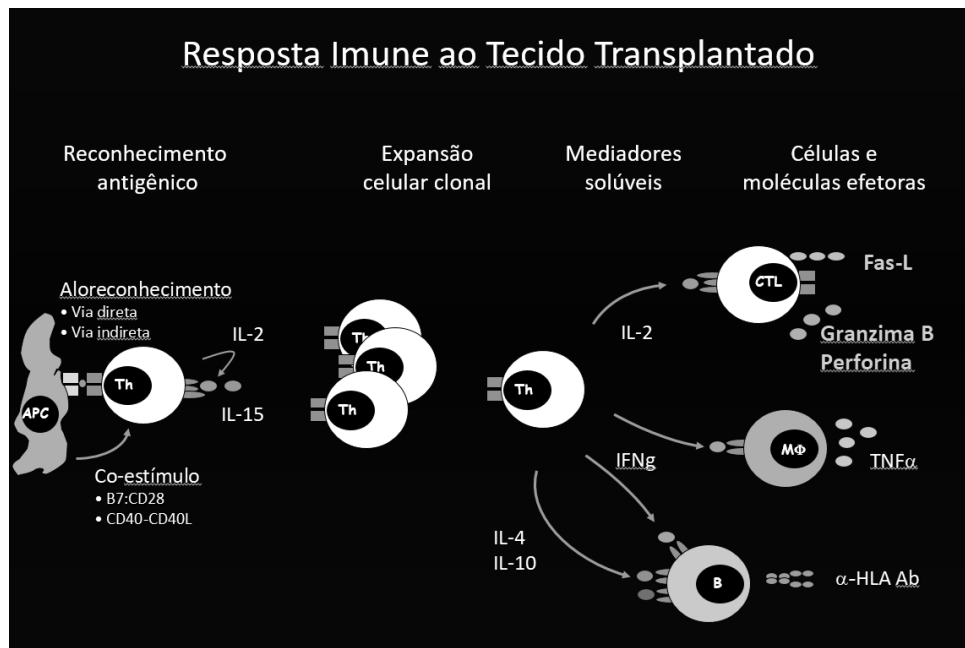 Resposta Imune ao Tecido Transplantado
Reconhecimento
antigênico
Expansão
celular clonal
Mediadores
solúveis
Células e
moléculas efetoras
Aloreconhecimento
• Via direta
• Via indireta
IL-2
IL-15
APC
Th
Co-estímulo
• B7:CD28
• CD40-CD40L
Th
Th
Th
Th
IL-2
IFNg
IL-4
IL-10
CTL
Fas-L
Granzima B
Perforina
MΦ
TNFα
B
α-HLA Ab